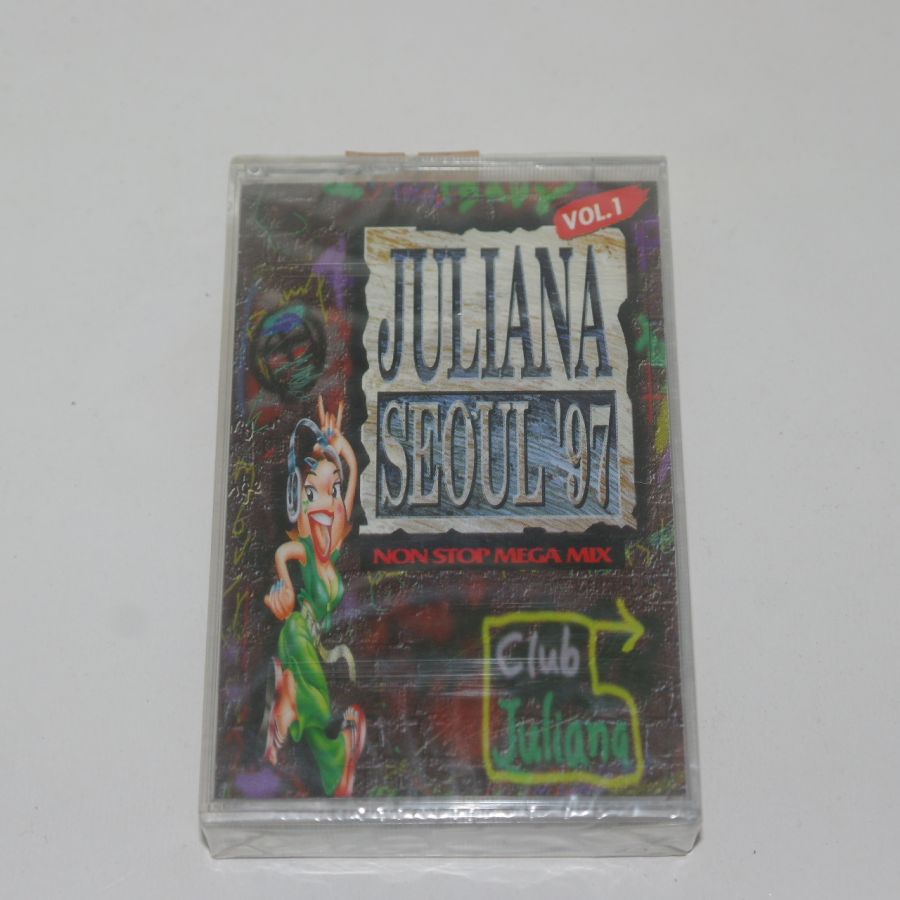 VOL.1
JULIANA
SEOUL '97
NON STOP MEGA MIX
Club
Juliana